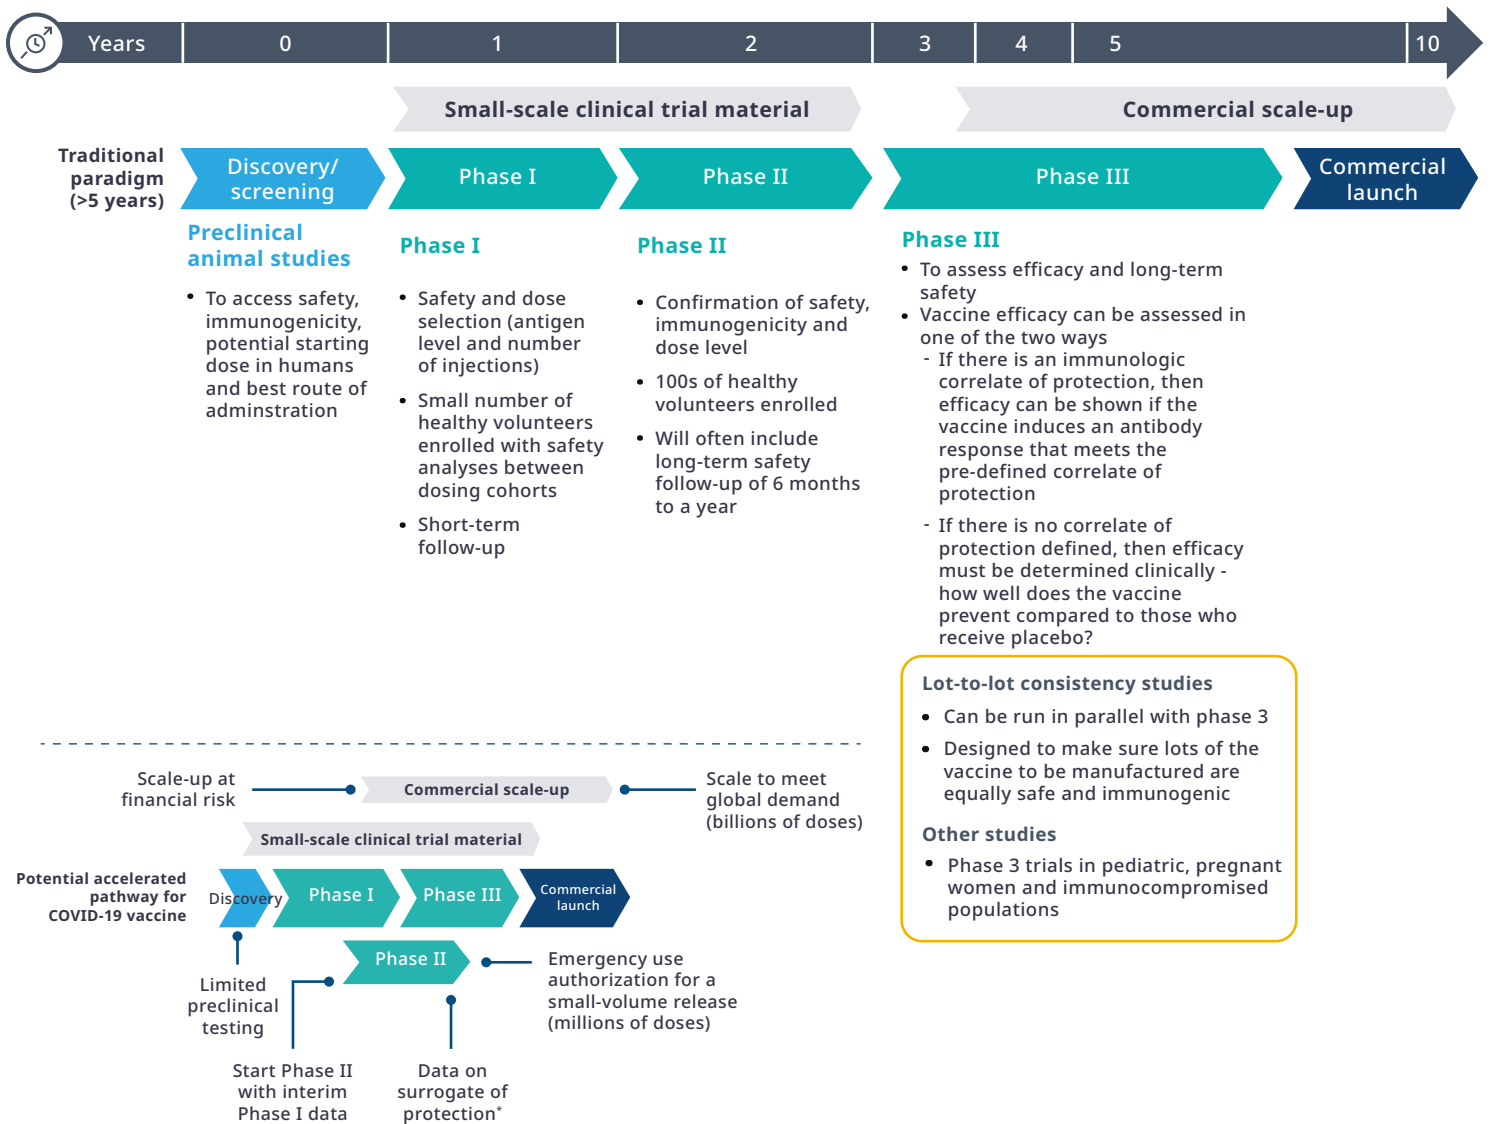 Years 0 1 2 3 4 5 10
Small-scale clinical trial material
Commercial scale-up
Traditional
paradigm
(>5 years)
Discovery/
screening
Phase I
Phase II
Phase III
Commercial
launch
Preclinical
animal studies
• To access safety,
immunogenicity,
potential starting
dose in humans
and best route of
adminstration
Phase I
• Safety and dose
selection (antigen
level and number
of injections)
• Small number of
healthy volunteers
enrolled with safety
analyses between
dosing cohorts
• Short-term
follow-up
Phase II
• Confirmation of safety,
immunogenicity and
dose level
• 100s of healthy
volunteers enrolled
• Will often include
long-term safety
follow-up of 6 months
to a year
Phase III
• To assess efficacy and long-term
safety
• Vaccine efficacy can be assessed in
one of the two ways
- If there is an immunologic
correlate of protection, then
efficacy can be shown if the
vaccine induces an antibody
response that meets the
pre-defined correlate of
protection
- If there is no correlate of
protection defined, then efficacy
must be determined clinically -
how well does the vaccine
prevent compared to those who
receive placebo?
Lot-to-lot consistency studies
• Can be run in parallel with phase 3
• Designed to make sure lots of the
vaccine to be manufactured are
equally safe and immunogenic
Other studies
• Phase 3 trials in pediatric, pregnant
women and immunocompromised
populations
Scale-up at
financial risk
Commercial scale-up
Scale to meet
global demand
(billions of doses)
Small-scale clinical trial material
Potential accelerated
pathway for
COVID-19 vaccine
Discovery
Phase I
Phase III
Commercial
launch
Phase II
Limited
preclinical
testing
Emergency use
authorization for a
small-volume release
(millions of doses)
Start Phase II
with interim
Phase I data
Data on
surrogate of
protection*